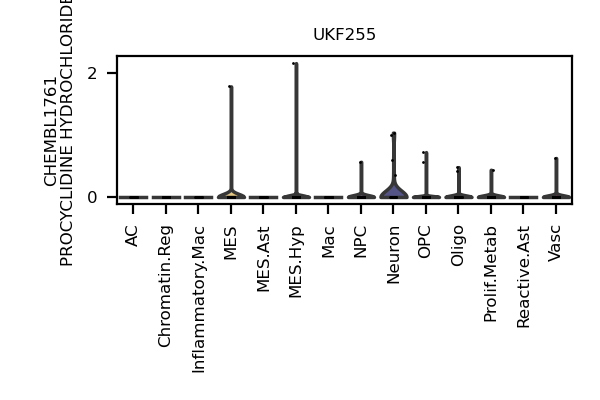 UKF255
CHEMBL1761
PROCYCLIDINE HYDROCHLORIDE
2
0
AC
Chromatin.Reg
Inflammatory.Mac
MES
MES.Ast
MES.Hyp
Mac
NPC
Neuron
OPC
Oligo
Prolif.Metab
Reactive.Ast
Vasc